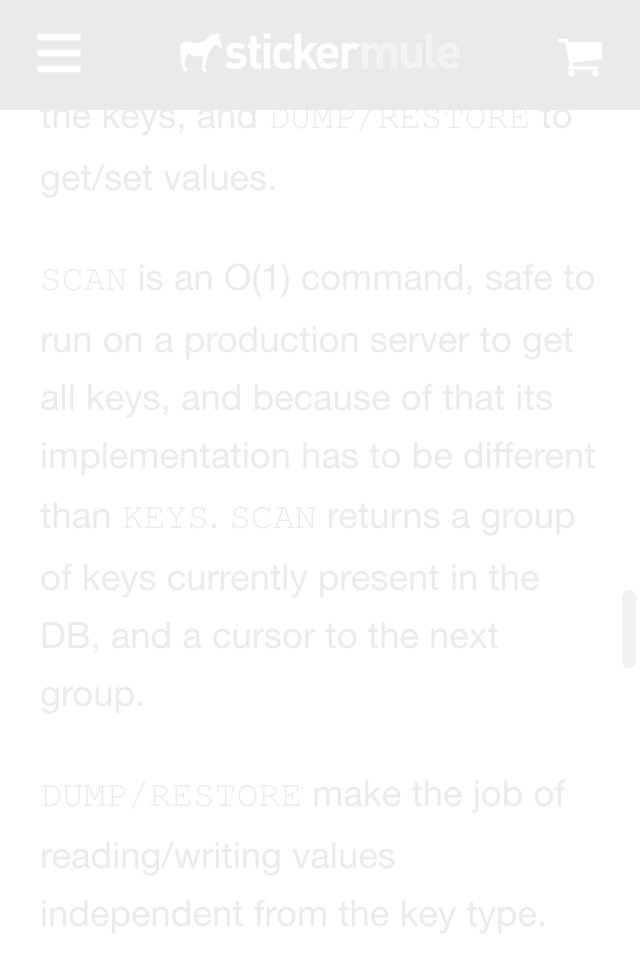 stickermule
the keys, and DUMP/RESTORE to
get/set values.
SCAN is an O(1) command, safe to
run on a production server to get
all keys, and because of that its
implementation has to be different
than KEYS. SCAN returns a group
of keys currently present in the
DB, and a cursor to the next
group.
DUMP/RESTORE make the job of
reading/writing values
independent from the key type.